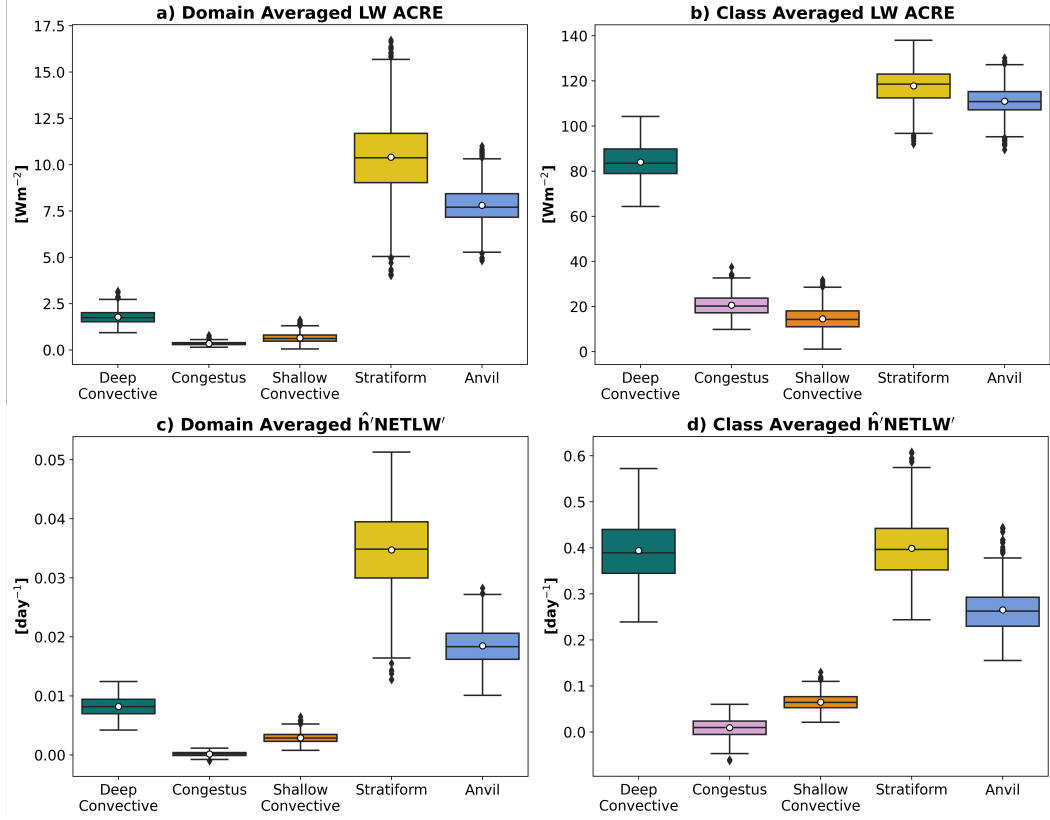 a) Domain Averaged LW ACRE
17.5
15.0
12.5
10.0
7.5
5.0
2.5
0.0
[Wm⁻²]
Deep Convective
Congestus
Shallow Convective
Stratiform
Anvil
b) Class Averaged LW ACRE
140
120
100
80
60
40
20
0
[Wm⁻²]
Deep Convective
Congestus
Shallow Convective
Stratiform
Anvil
c) Domain Averaged ĥ′NETLW′
0.05
0.04
0.03
0.02
0.01
0.00
[day⁻¹]
Deep Convective
Congestus
Shallow Convective
Stratiform
Anvil
d) Class Averaged ĥ′NETLW′
0.6
0.5
0.4
0.3
0.2
0.1
0.0
[day⁻¹]
Deep Convective
Congestus
Shallow Convective
Stratiform
Anvil